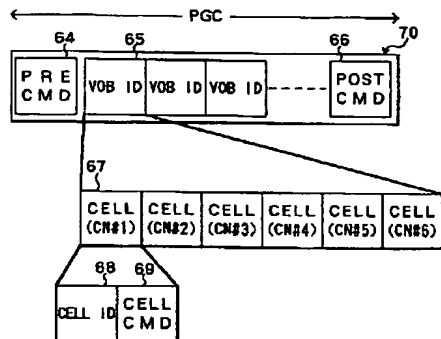 PGC
64 65 66 70
PRE CMD VOB ID VOB ID VOB ID POST CMD
67
CELL (CN#1) CELL (CN#2) CELL (CN#3) CELL (CN#4) CELL (CN#5) CELL (CN#6)
68 69
CELL ID CELL CMD